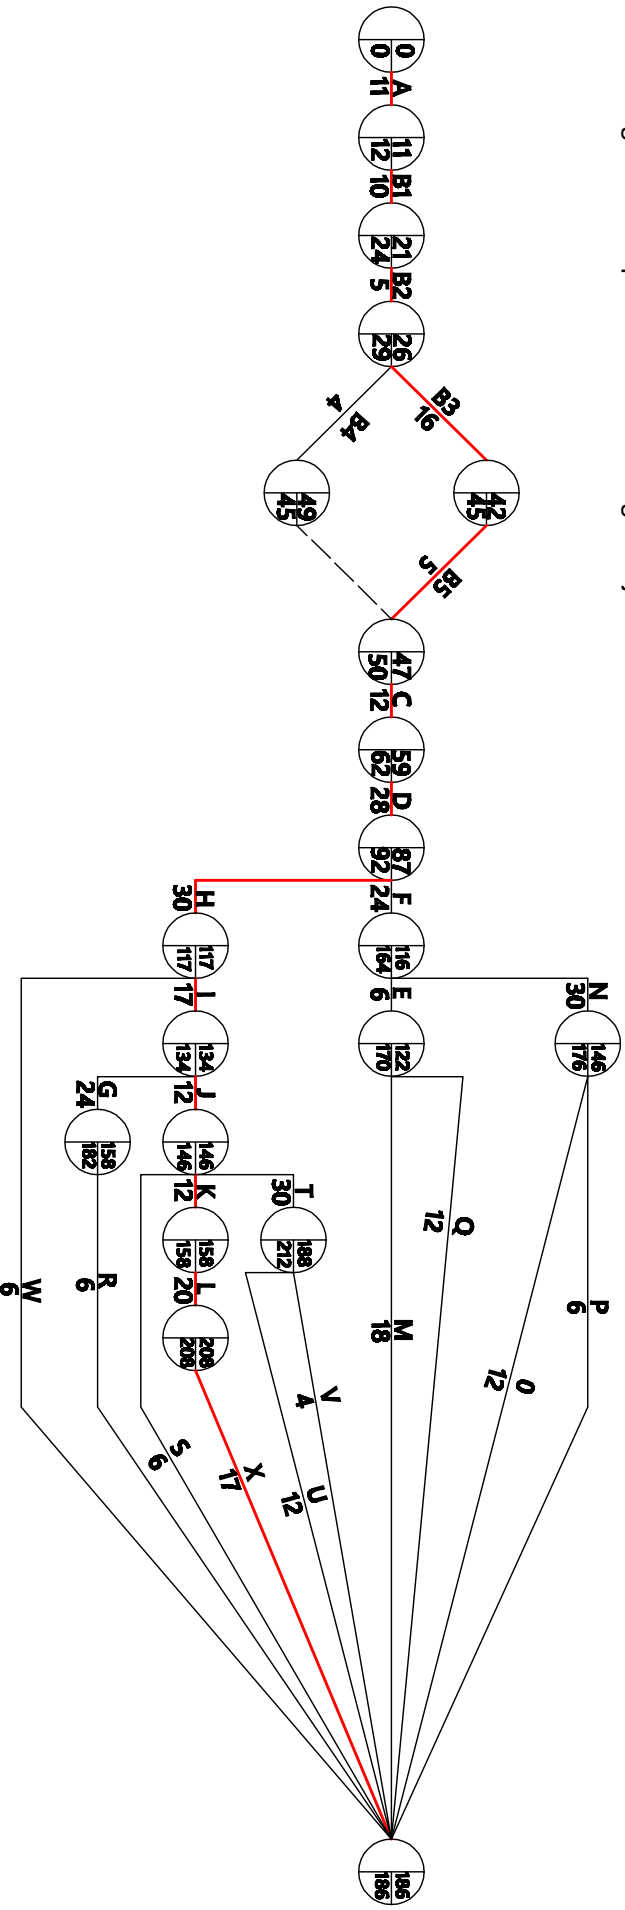 0
0
A
11
11
12
B1
10
21
24
B2
5
26
29
B3
16
B4
4
42
45
49
45
B5
5
47
50
C
12
59
62
D
28
87
92
F
24
H
30
116
164
117
117
N
30
E
6
I
17
146
176
122
170
134
134
G
24
J
12
158
182
146
146
T
30
K
12
188
212
158
158
L
20
208
208
Q
12
P
6
O
12
M
18
V
4
U
12
X
17
S
6
R
6
W
6
186
186